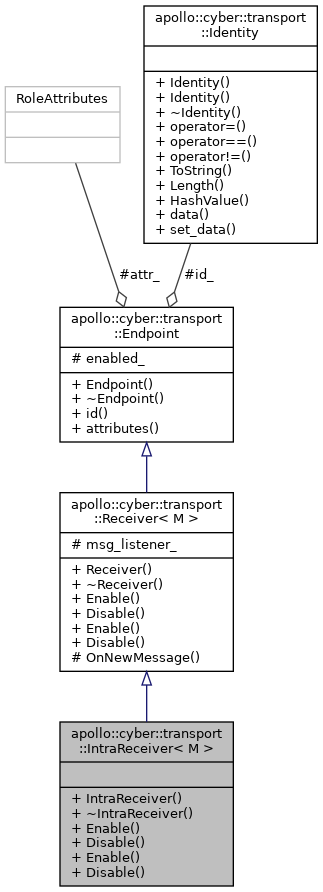 apollo::cyber::transport
::Identity
+ Identity()
+ Identity()
+ ~Identity()
+ operator=()
+ operator==()
+ operator!=()
+ ToString()
+ Length()
+ HashValue()
+ data()
+ set_data()
RoleAttributes
#attr_
#id_
apollo::cyber::transport
::Endpoint
# enabled_
+ Endpoint()
+ ~Endpoint()
+ id()
+ attributes()
apollo::cyber::transport
::Receiver< M >
# msg_listener_
+ Receiver()
+ ~Receiver()
+ Enable()
+ Disable()
+ Enable()
+ Disable()
# OnNewMessage()
apollo::cyber::transport
::IntraReceiver< M >
+ IntraReceiver()
+ ~IntraReceiver()
+ Enable()
+ Disable()
+ Enable()
+ Disable()